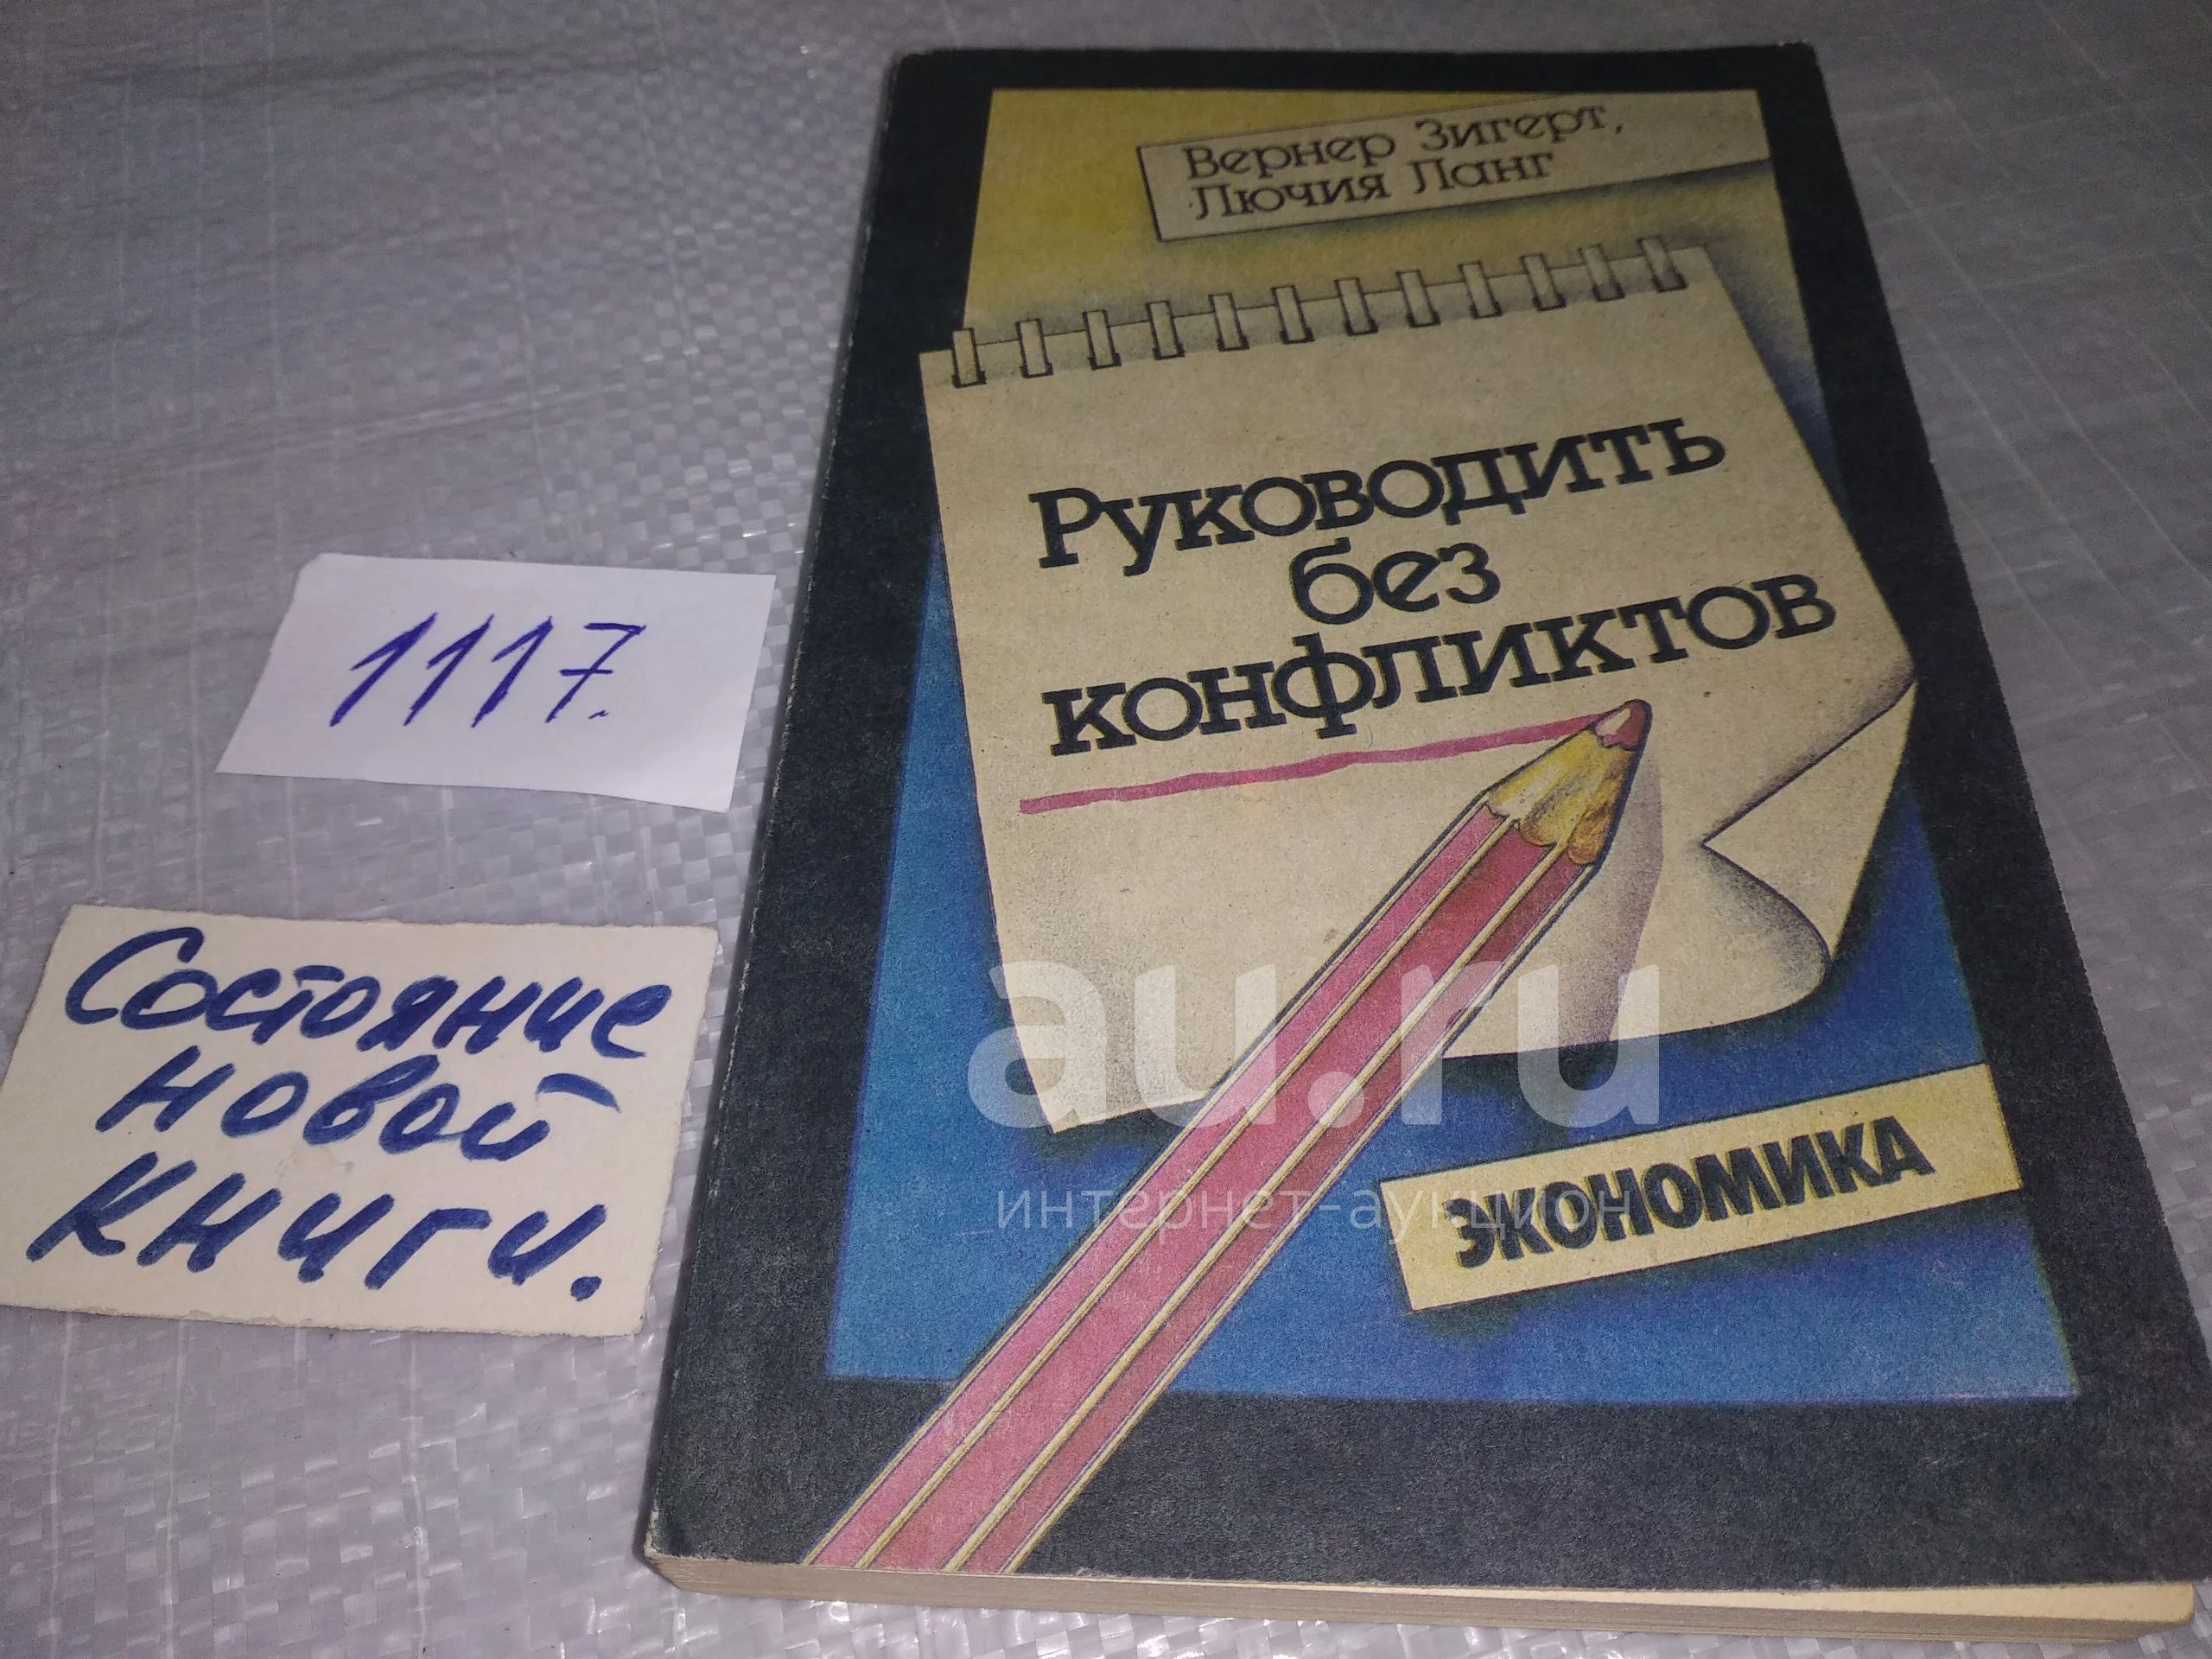 Вернер Зигерт,
Лючия Ланг
Руководить
без
конфликтов
1117.
Состояние
новой
книги.
au.ru
интернет-аукцион
ЭКОНОМИКА